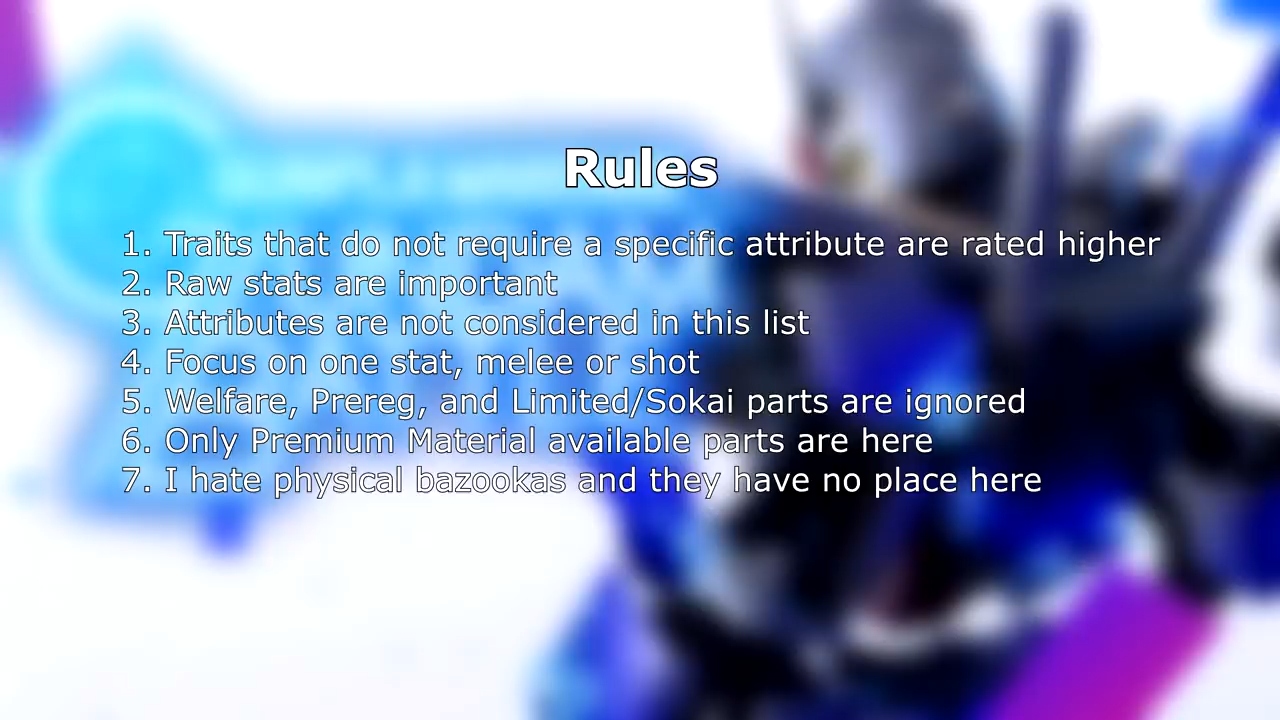 Rules
1. Traits that do not require a specific attribute are rated higher
2. Raw stats are important
3. Attributes are not considered in this list
4. Focus on one stat, melee or shot
5. Welfare, Prereg, and Limited/Sokai parts are ignored
6. Only Premium Material available parts are here
7. I hate physical bazookas and they have no place here